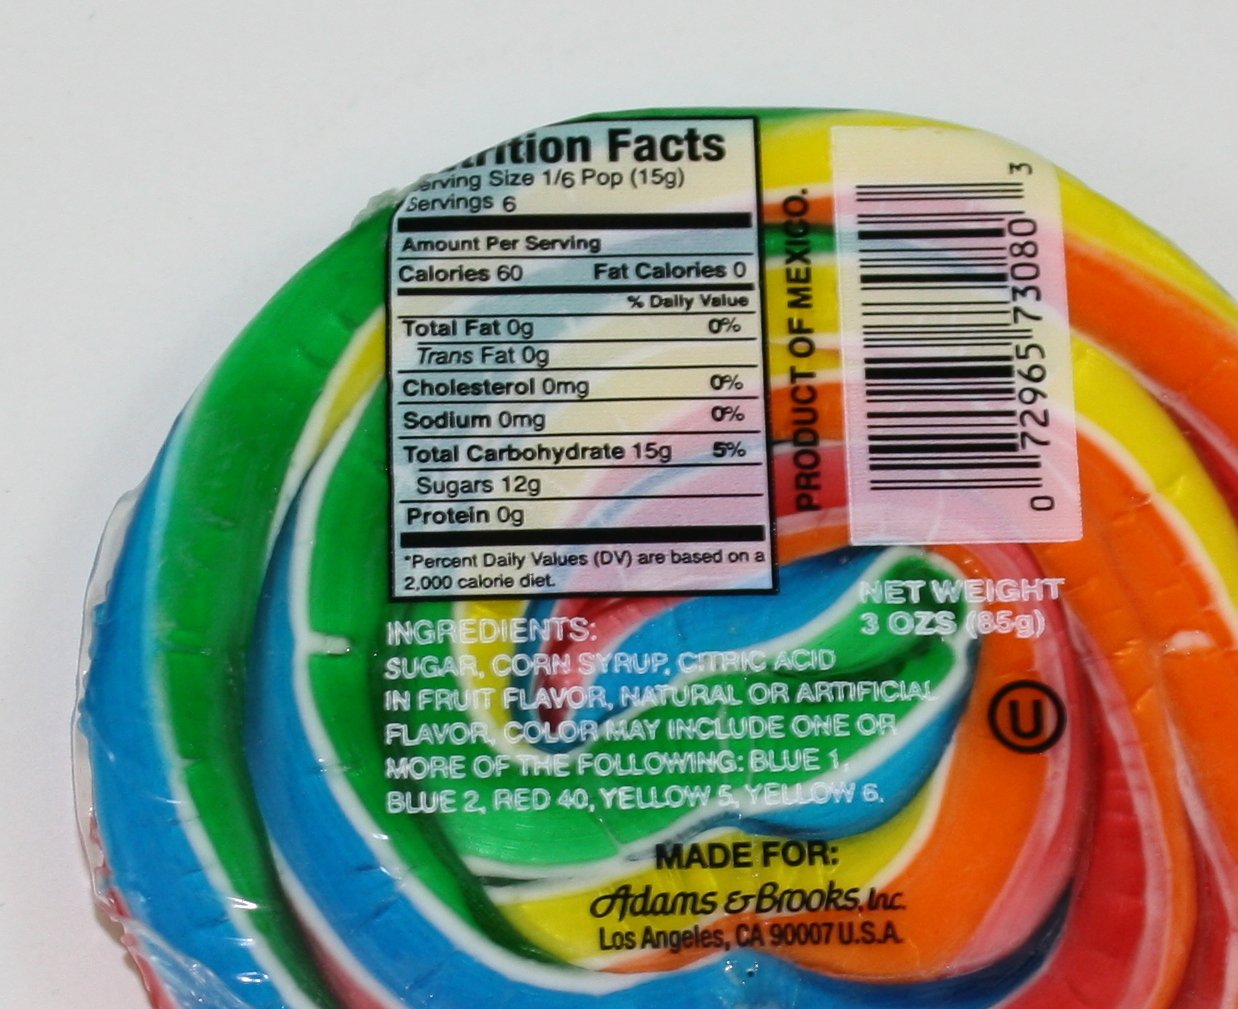 Nutrition Facts
Serving Size 1/6 Pop (15g)
Servings 6
Amount Per Serving
Calories 60 Fat Calories 0
% Daily Value
Total Fat 0g 0%
Trans Fat 0g
Cholesterol 0mg 0%
Sodium 0mg 0%
Total Carbohydrate 15g 5%
Sugars 12g
Protein 0g
*Percent Daily Values (DV) are based on a
2,000 calorie diet.
PRODUCT OF MEXICO.
0 72965 73080 3
NET WEIGHT
3 OZS (85g)
INGREDIENTS:
SUGAR, CORN SYRUP, CITRIC ACID
IN FRUIT FLAVOR, NATURAL OR ARTIFICIAL
FLAVOR, COLOR MAY INCLUDE ONE OR
MORE OF THE FOLLOWING: BLUE 1,
BLUE 2, RED 40, YELLOW 5, YELLOW 6.
U
MADE FOR:
Adams & Brooks, Inc.
Los Angeles, CA 90007 U.S.A.